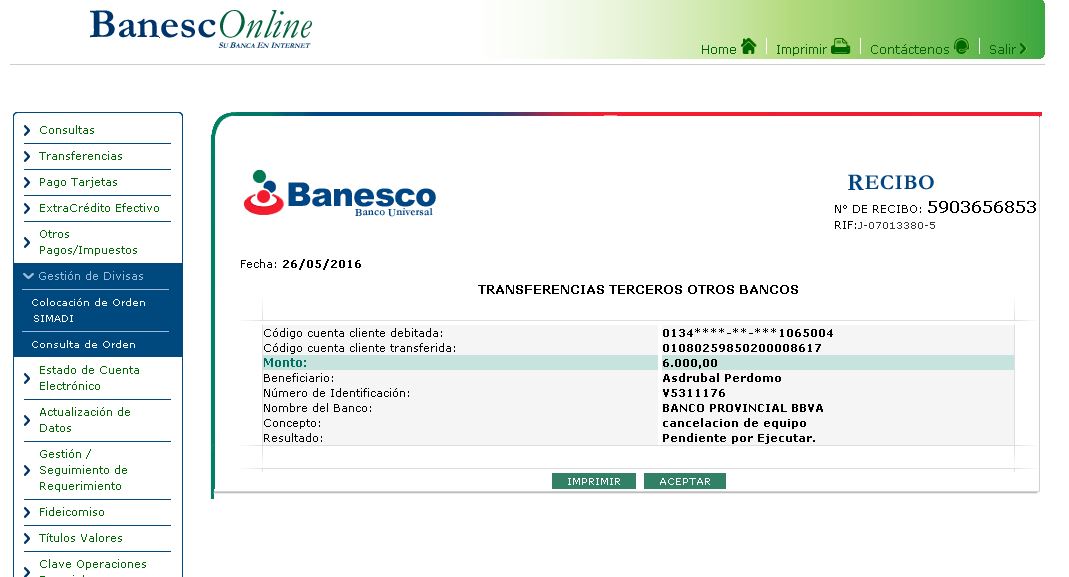 BanescOnline
SU BANCA EN INTERNET
Home Imprimir Contáctenos Salir
Consultas
Transferencias
Pago Tarjetas
ExtraCrédito Efectivo
Otros
Pagos/Impuestos
Gestión de Divisas
Colocación de Orden
SIMADI
Consulta de Orden
Estado de Cuenta
Electrónico
Actualización de
Datos
Gestión /
Seguimiento de
Requerimiento
Fideicomiso
Títulos Valores
Clave Operaciones
Banesco
Banco Universal
RECIBO
N° DE RECIBO: 5903656853
RIF:J-07013380-5
Fecha: 26/05/2016
TRANSFERENCIAS TERCEROS OTROS BANCOS
Código cuenta cliente debitada: 0134****-**-***1065004
Código cuenta cliente transferida: 01080259850200008617
Monto: 6.000,00
Beneficiario: Asdrubal Perdomo
Número de Identificación: V5311176
Nombre del Banco: BANCO PROVINCIAL BBVA
Concepto: cancelacion de equipo
Resultado: Pendiente por Ejecutar.
IMPRIMIR ACEPTAR